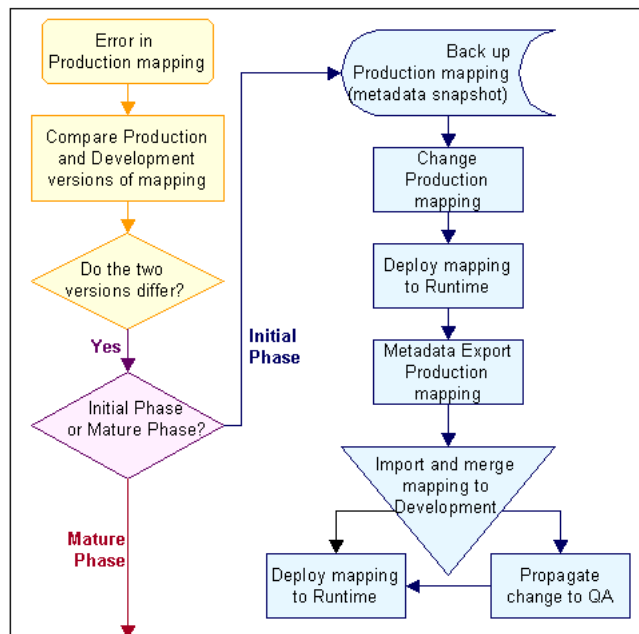 Error in
Production mapping
Compare Production
and Development
versions of mapping
Do the two
versions differ?
Yes
Initial Phase
or Mature Phase?
Mature
Phase
Initial
Phase
Back up
Production mapping
(metadata snapshot)
Change
Production
mapping
Deploy mapping
to Runtime
Metadata Export
Production
mapping
Import and merge
mapping to
Development
Deploy mapping
to Runtime
Propagate
change to QA